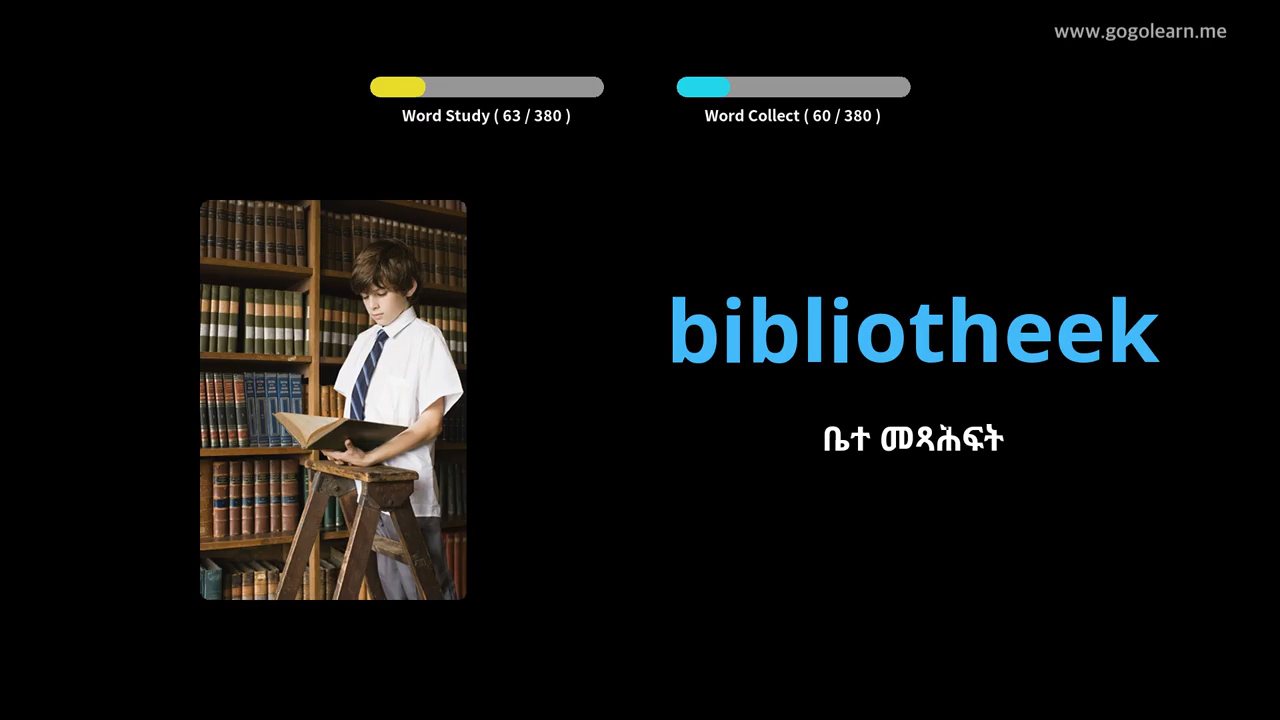 www.gogolearn.me
Word Study ( 63 / 380 )
Word Collect ( 60 / 380 )
bibliotheek
ቤተ መጻሕፍት